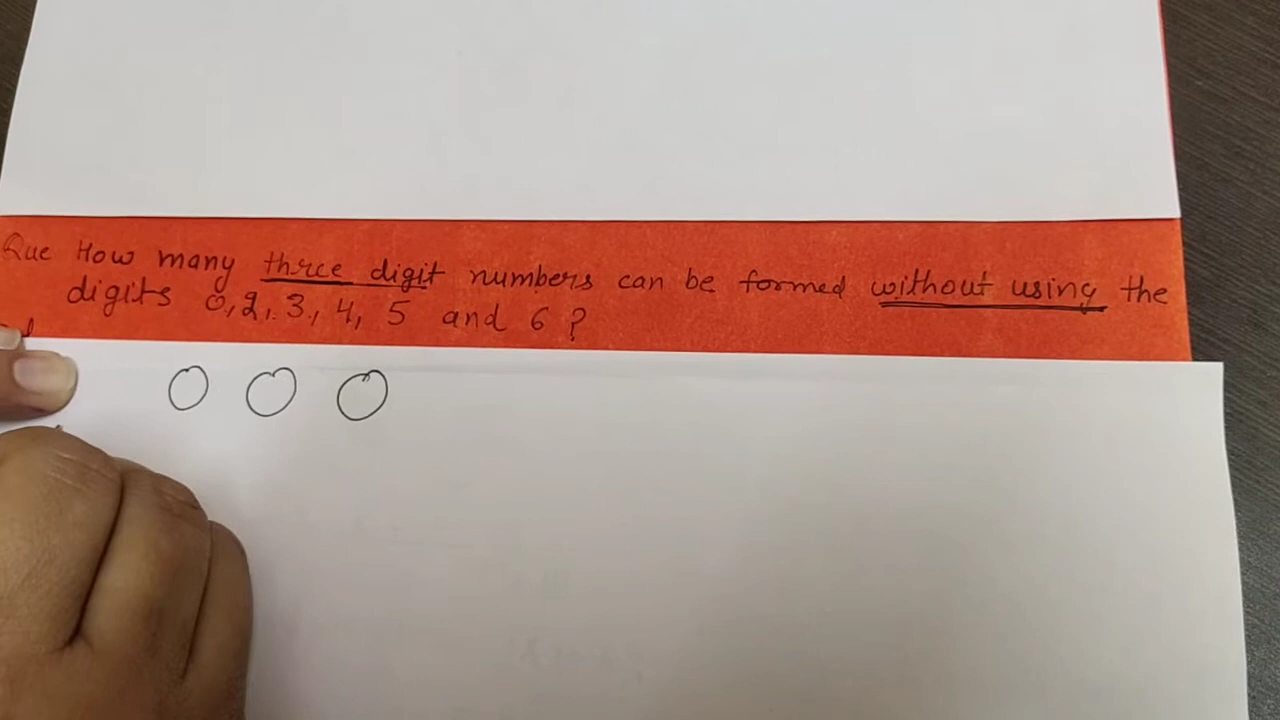 Que How many three digit numbers can be formed without using the
digits 0, 2, 3, 4, 5 and 6 ?